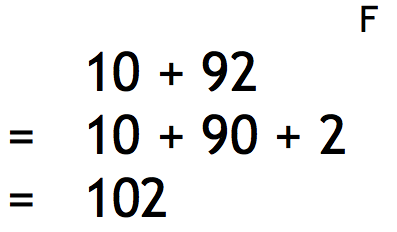 F
10 + 92
= 10 + 90 + 2
= 102